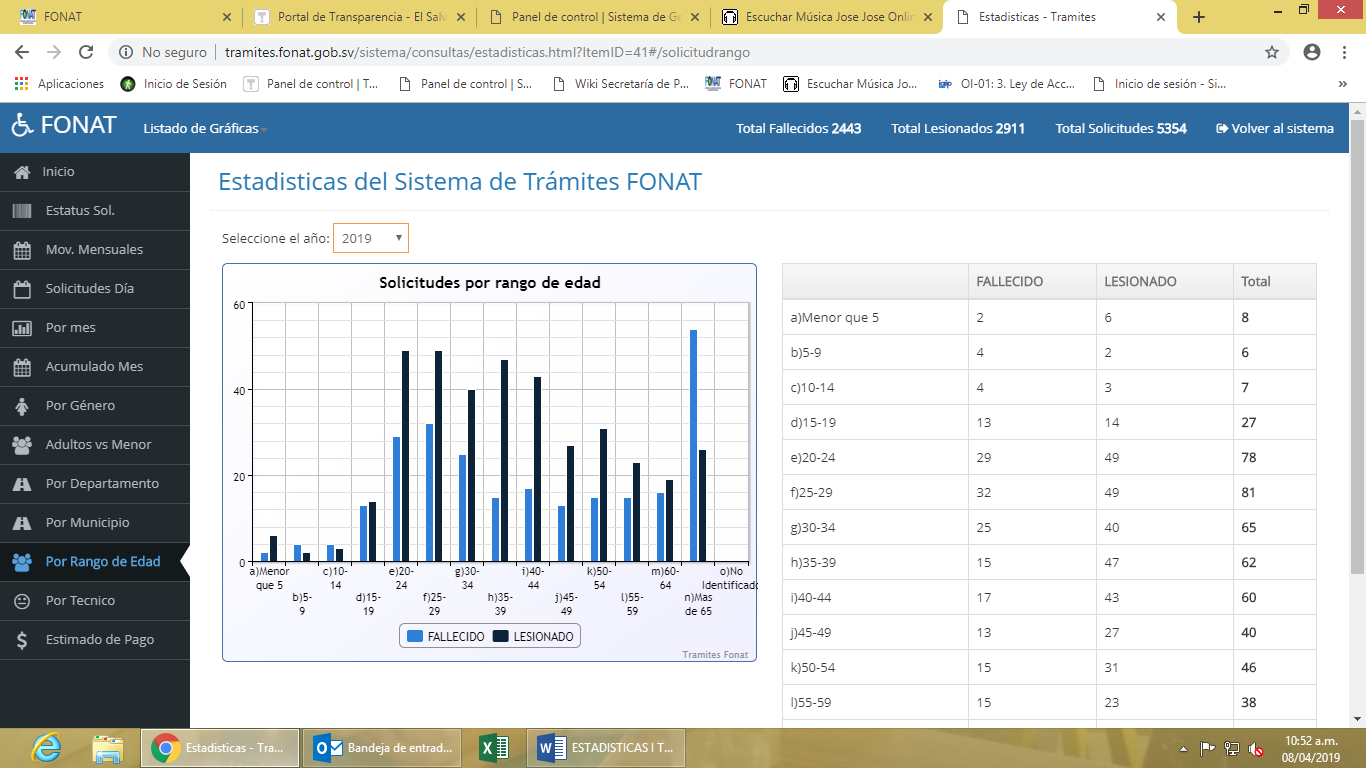 FONAT
Portal de Transparencia - El Salv
Panel de control | Sistema de Ge
Escuchar Música Jose Jose Onlin
Estadisticas - Tramites
No seguro | tramites.fonat.gob.sv/sistema/consultas/estadisticas.html?ItemID=41#/solicitudrango
Aplicaciones Inicio de Sesión Panel de control | T... Panel de control | S... Wiki Secretaría de P... FONAT Escuchar Música Jo... OI-01: 3. Ley de Acc... Inicio de sesión - Si... »
FONAT Listado de Gráficas Total Fallecidos 2443 Total Lesionados 2911 Total Solicitudes 5354 Volver al sistema
Inicio
Estatus Sol.
Mov. Mensuales
Solicitudes Día
Por mes
Acumulado Mes
Por Género
Adultos vs Menor
Por Departamento
Por Municipio
Por Rango de Edad
Por Tecnico
Estimado de Pago
Estadisticas del Sistema de Trámites FONAT
Seleccione el año: 2019
Solicitudes por rango de edad
60
40
20
0
a)Menor que 5
b)5-9
c)10-14
d)15-19
e)20-24
f)25-29
g)30-34
h)35-39
i)40-44
j)45-49
k)50-54
l)55-59
m)60-64
n)Mas de 65
o)No Identificado
FALLECIDO LESIONADO
Tramites Fonat
FALLECIDO LESIONADO Total
a)Menor que 5 2 6 8
b)5-9 4 2 6
c)10-14 4 3 7
d)15-19 13 14 27
e)20-24 29 49 78
f)25-29 32 49 81
g)30-34 25 40 65
h)35-39 15 47 62
i)40-44 17 43 60
j)45-49 13 27 40
k)50-54 15 31 46
l)55-59 15 23 38
Estadisticas - Tra... Bandeja de entrad... ESTADISTICAS I T...
10:52 a.m.
08/04/2019